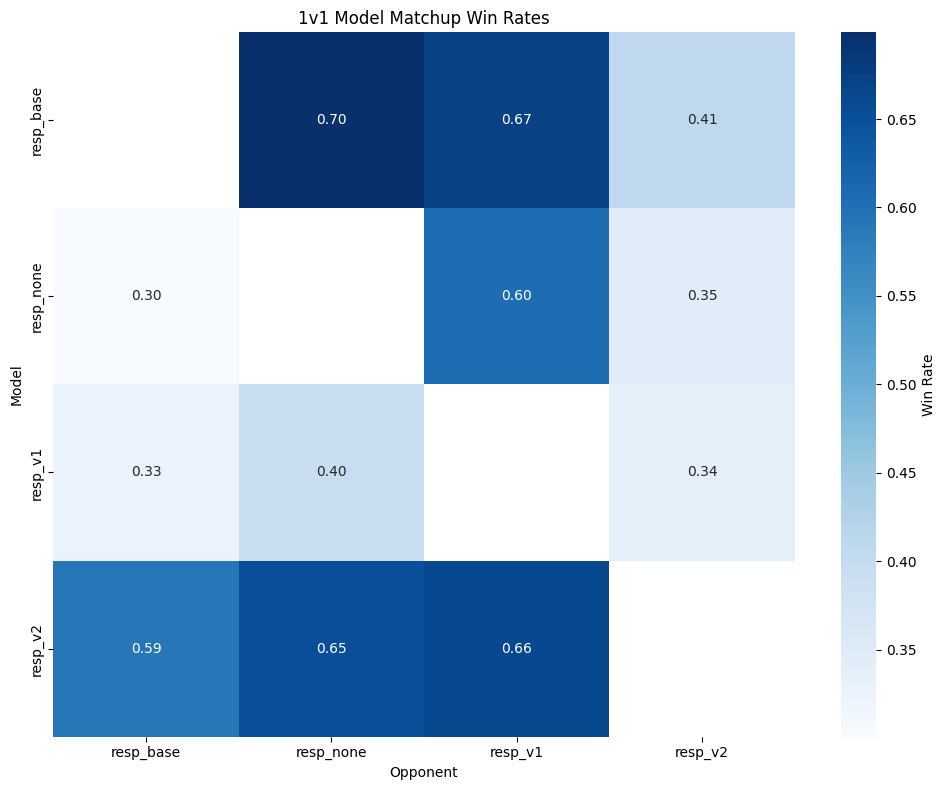 1v1 Model Matchup Win Rates
resp_base
0.70
0.67
0.41
resp_none
0.30
0.60
0.35
resp_v1
0.33
0.40
0.34
resp_v2
0.59
0.65
0.66
Model
resp_base
resp_none
resp_v1
resp_v2
Opponent
0.65
0.60
0.55
0.50
0.45
0.40
0.35
Win Rate